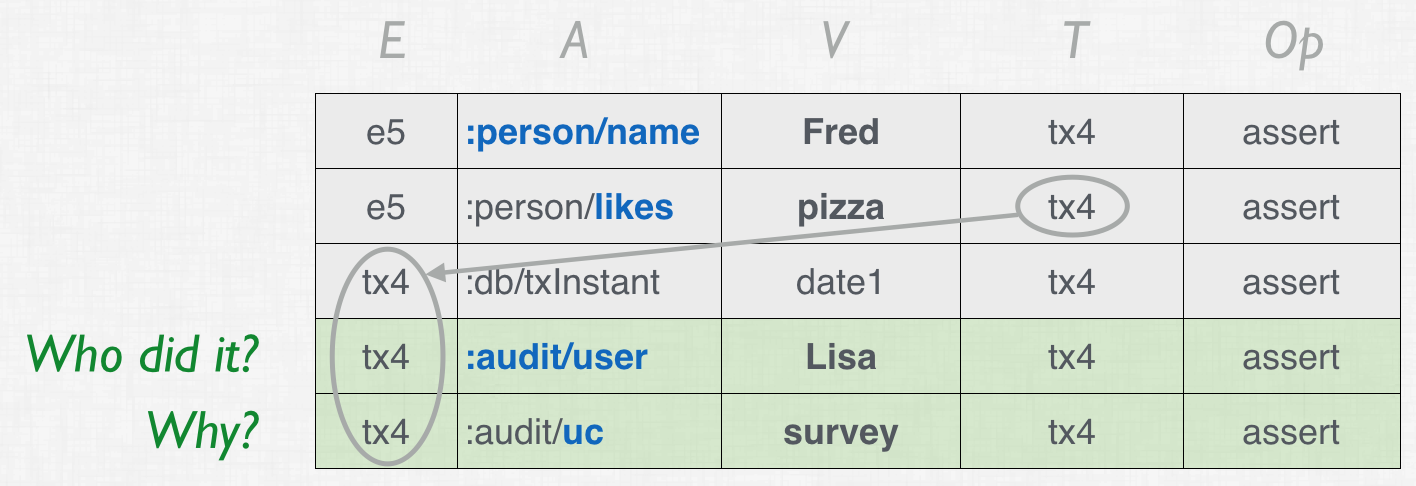 E A V T Op
e5 :person/name Fred tx4 assert
e5 :person/likes pizza tx4 assert
tx4 :db/txInstant date1 tx4 assert
Who did it? tx4 :audit/user Lisa tx4 assert
Why? tx4 :audit/uc survey tx4 assert